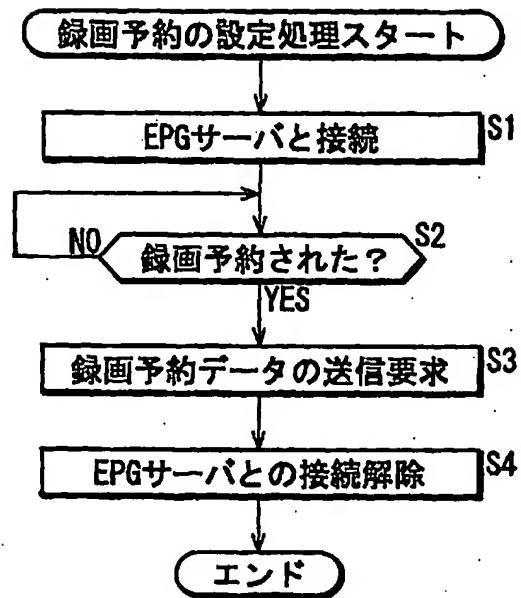 録画予約の設定処理スタート
EPGサーバと接続 S1
NO 録画予約された? S2
YES
録画予約データの送信要求 S3
EPGサーバとの接続解除 S4
エンド